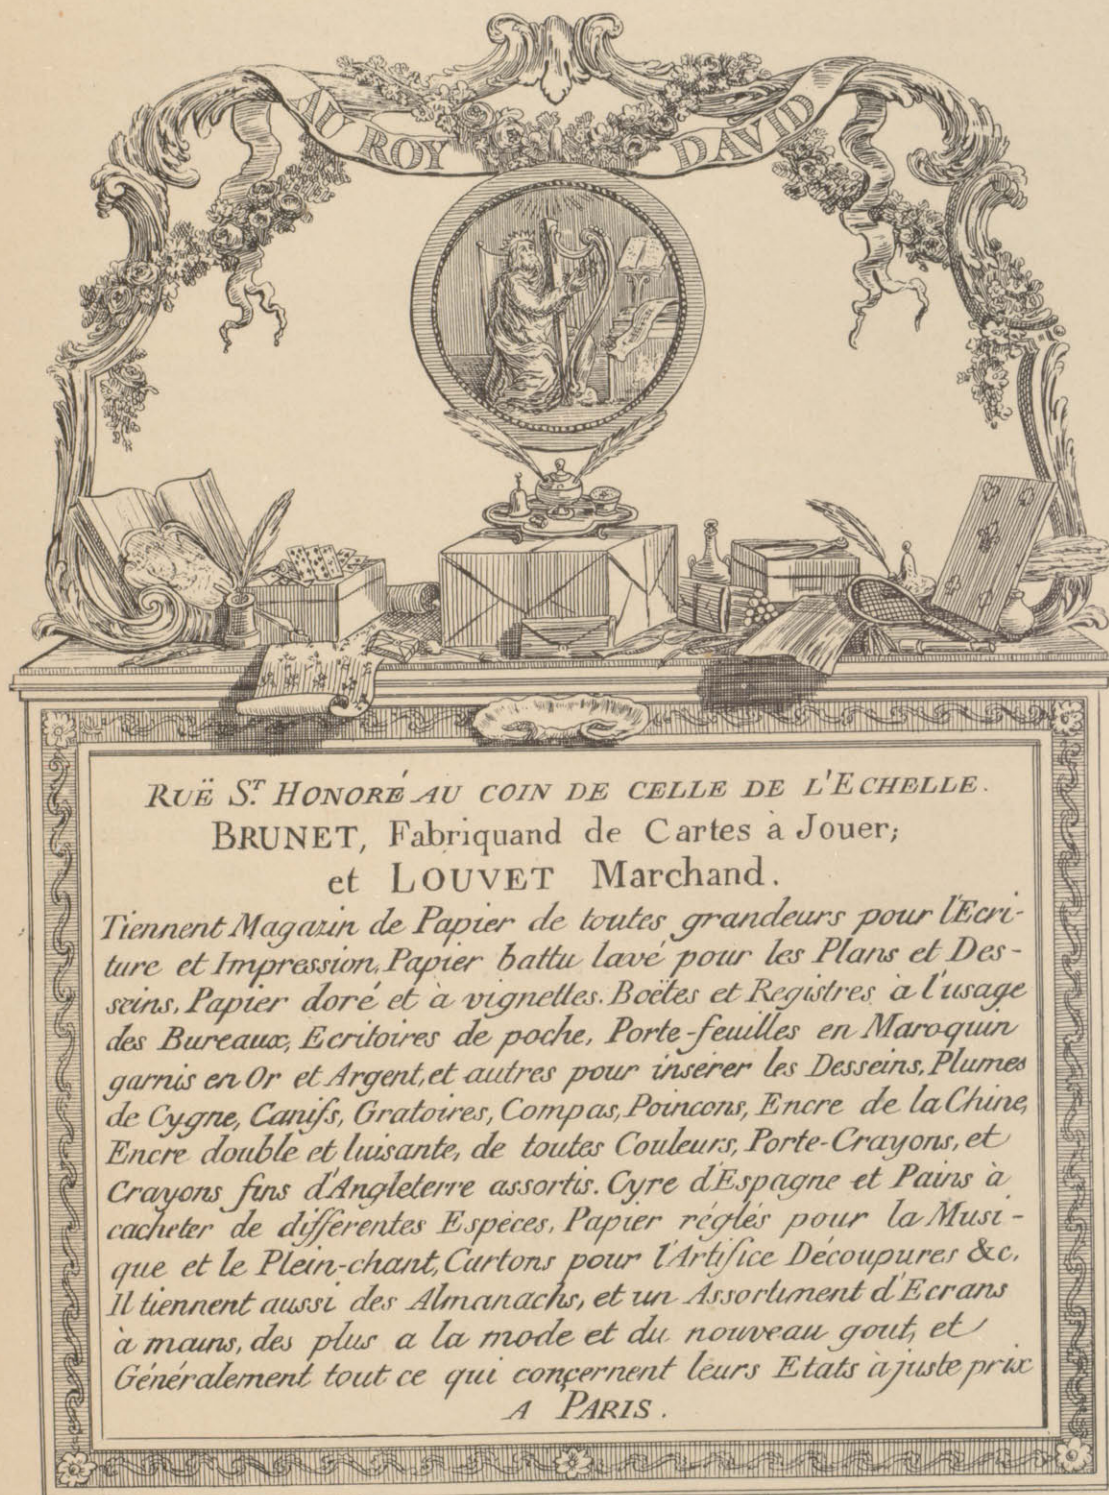 AU ROY DAVID
RUË S.T HONORÉ AU COIN DE CELLE DE L'ECHELLE.
BRUNET, Fabriquand de Cartes à Jouer;
et LOUVET Marchand.
Tiennent Magazin de Papier de toutes grandeurs pour l'Ecri-
ture et Impression, Papier battu lavé pour les Plans et Des-
seins, Papier doré et à vignettes. Boëtes et Registres à l'usage
des Bureaux, Ecritoires de poche, Porte-feuilles en Maroquin
garnis en Or et Argent, et autres pour inserer les Desseins, Plumes
de Cygne, Canifs, Gratoires, Compas, Poincons, Encre de la Chine,
Encre double et luisante, de toutes Couleurs, Porte-Crayons, et
Crayons fins d'Angleterre assortis. Cyre d'Espagne et Pains à
cacheter de différentes Espèces, Papier réglés pour la Musi-
que et le Plein-chant, Cartons pour l'Artifice Découpures &c.
Il tiennent aussi des Almanachs, et un Assortiment d'Ecrans
à mains, des plus a la mode et du nouveau gout, et
Généralement tout ce qui conçernent leurs Etats à juste prix
A PARIS.